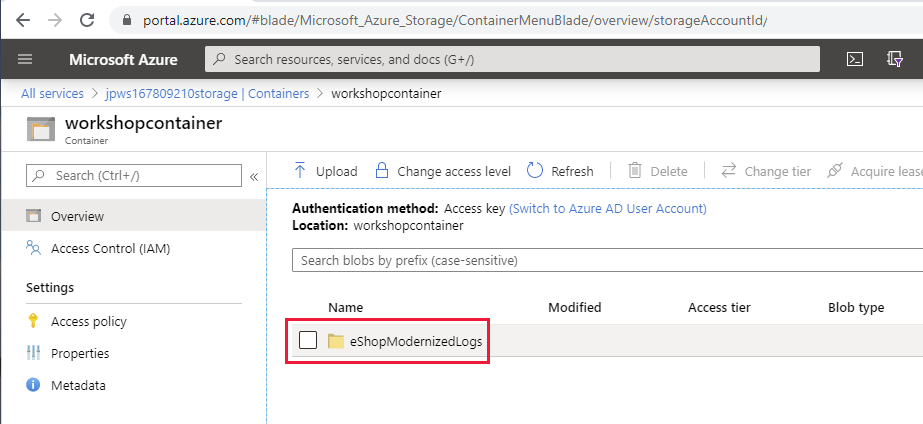 portal.azure.com/#blade/Microsoft_Azure_Storage/ContainerMenuBlade/overview/storageAccountId/
Microsoft Azure
Search resources, services, and docs (G+/)
All services > jpws167809210storage | Containers > workshopcontainer
workshopcontainer
Container
Search (Ctrl+/)
«
Upload
Change access level
Refresh
Delete
Change tier
Acquire lease
Overview
Access Control (IAM)
Settings
Access policy
Properties
Metadata
Authentication method: Access key (Switch to Azure AD User Account)
Location: workshopcontainer
Search blobs by prefix (case-sensitive)
Name Modified Access tier Blob type
eShopModernizedLogs